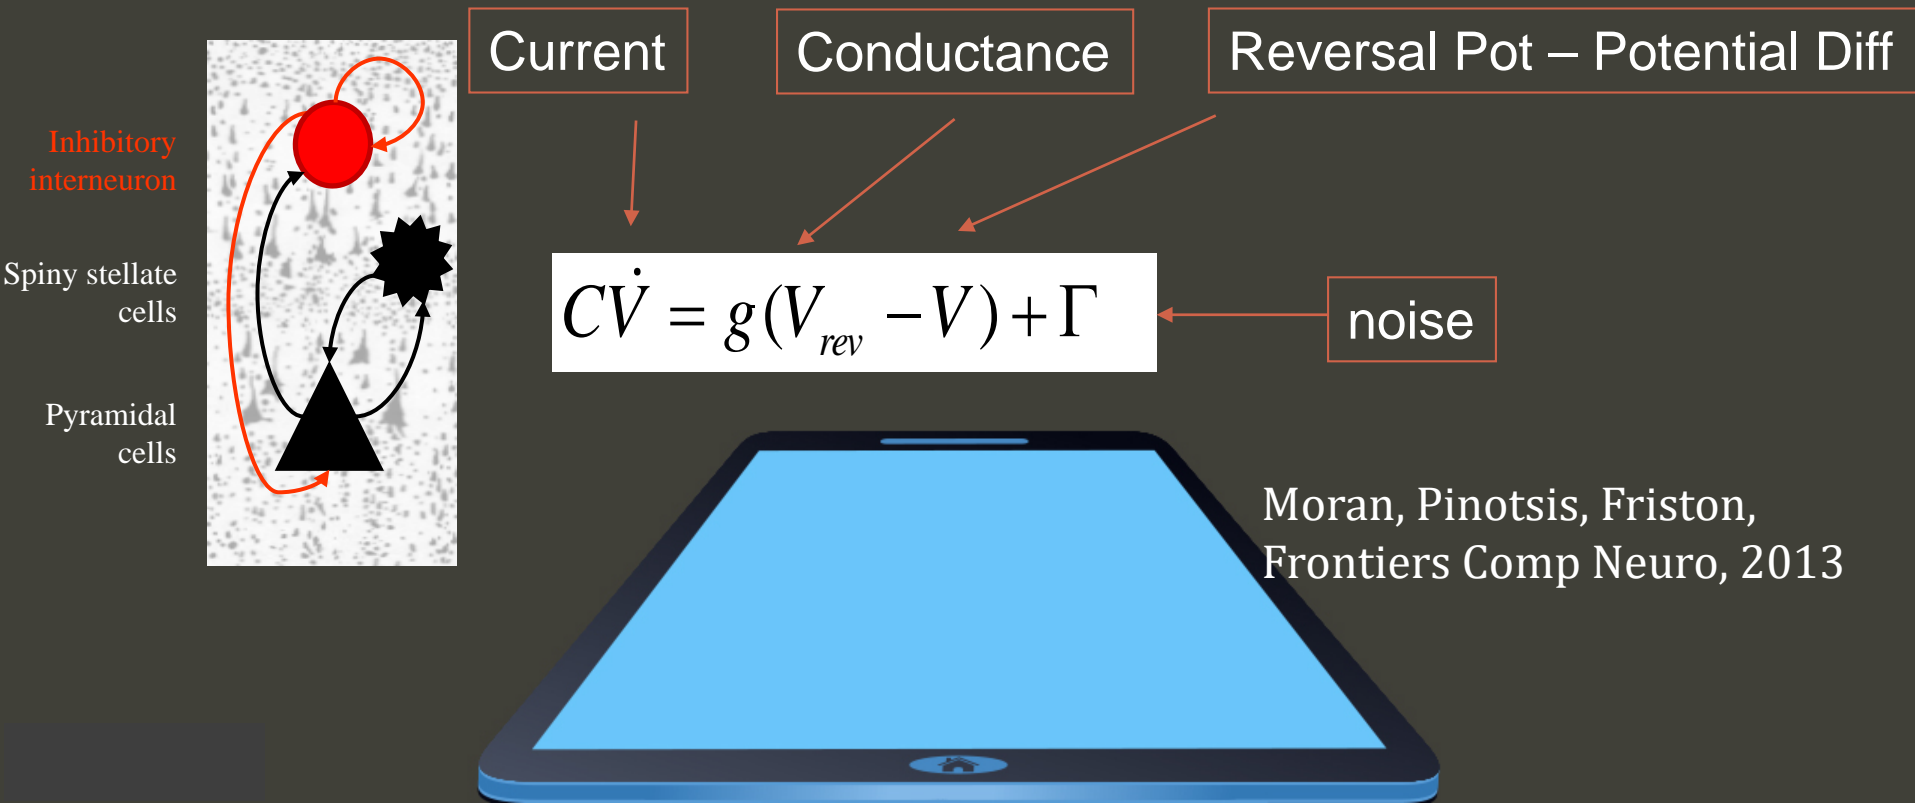 Current
Conductance
Reversal Pot – Potential Diff
Inhibitory
interneuron
Spiny stellate
cells
Pyramidal
cells
CV̇ = g(V_rev − V) + Γ
noise
Moran, Pinotsis, Friston,
Frontiers Comp Neuro, 2013